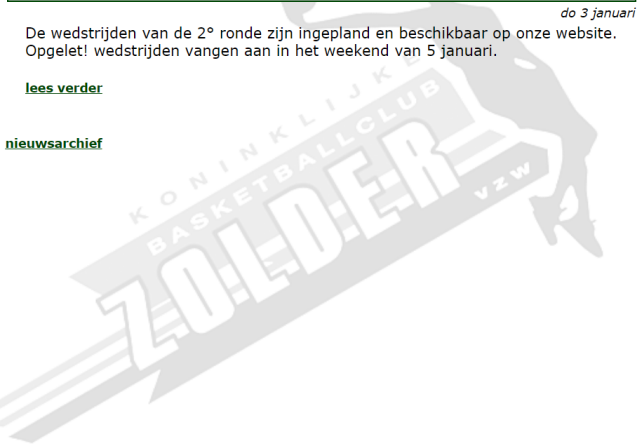 do 3 januari
De wedstrijden van de 2° ronde zijn ingepland en beschikbaar op onze website.
Opgelet! wedstrijden vangen aan in het weekend van 5 januari.
lees verder
nieuwsarchief
KONINKLIJKE
BASKETBALLCLUB
ZOLDER
VZW